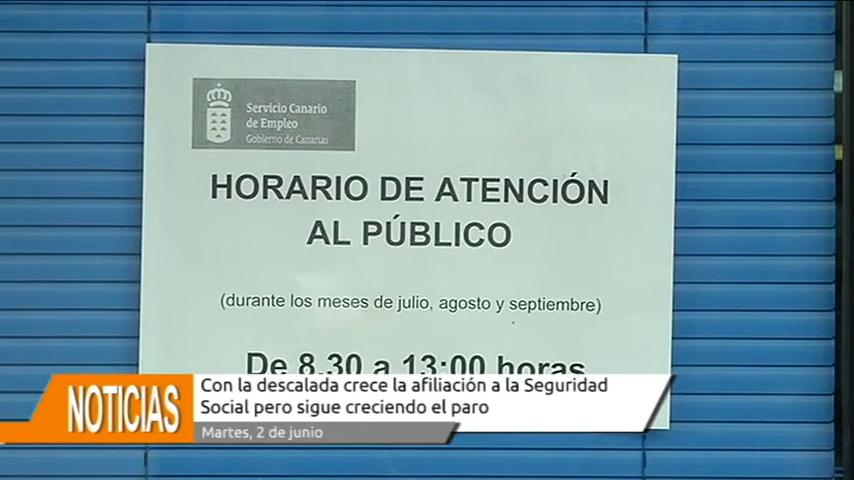 Servicio Canario
de Empleo
Gobierno de Canarias
HORARIO DE ATENCIÓN
AL PÚBLICO
(durante los meses de julio, agosto y septiembre)
De 8.30 a 13:00 horas
NOTICIAS
Con la descalada crece la afiliación a la Seguridad
Social pero sigue creciendo el paro
Martes, 2 de junio